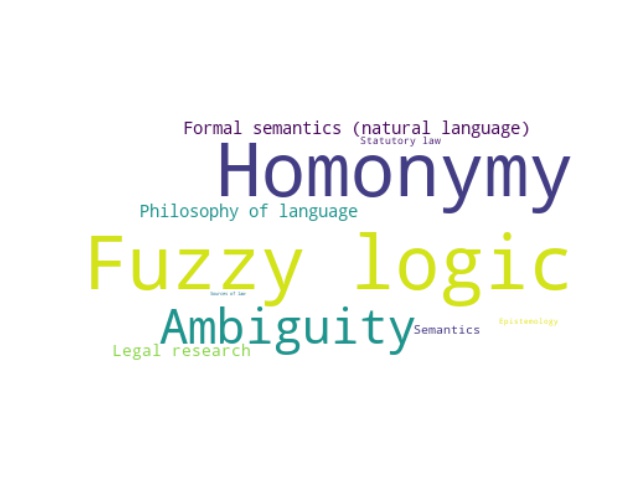 Formal semantics (natural language)
Statutory law
Homonymy
Philosophy of language
Fuzzy logic
Sources of law
Ambiguity
Epistemology
Semantics
Legal research